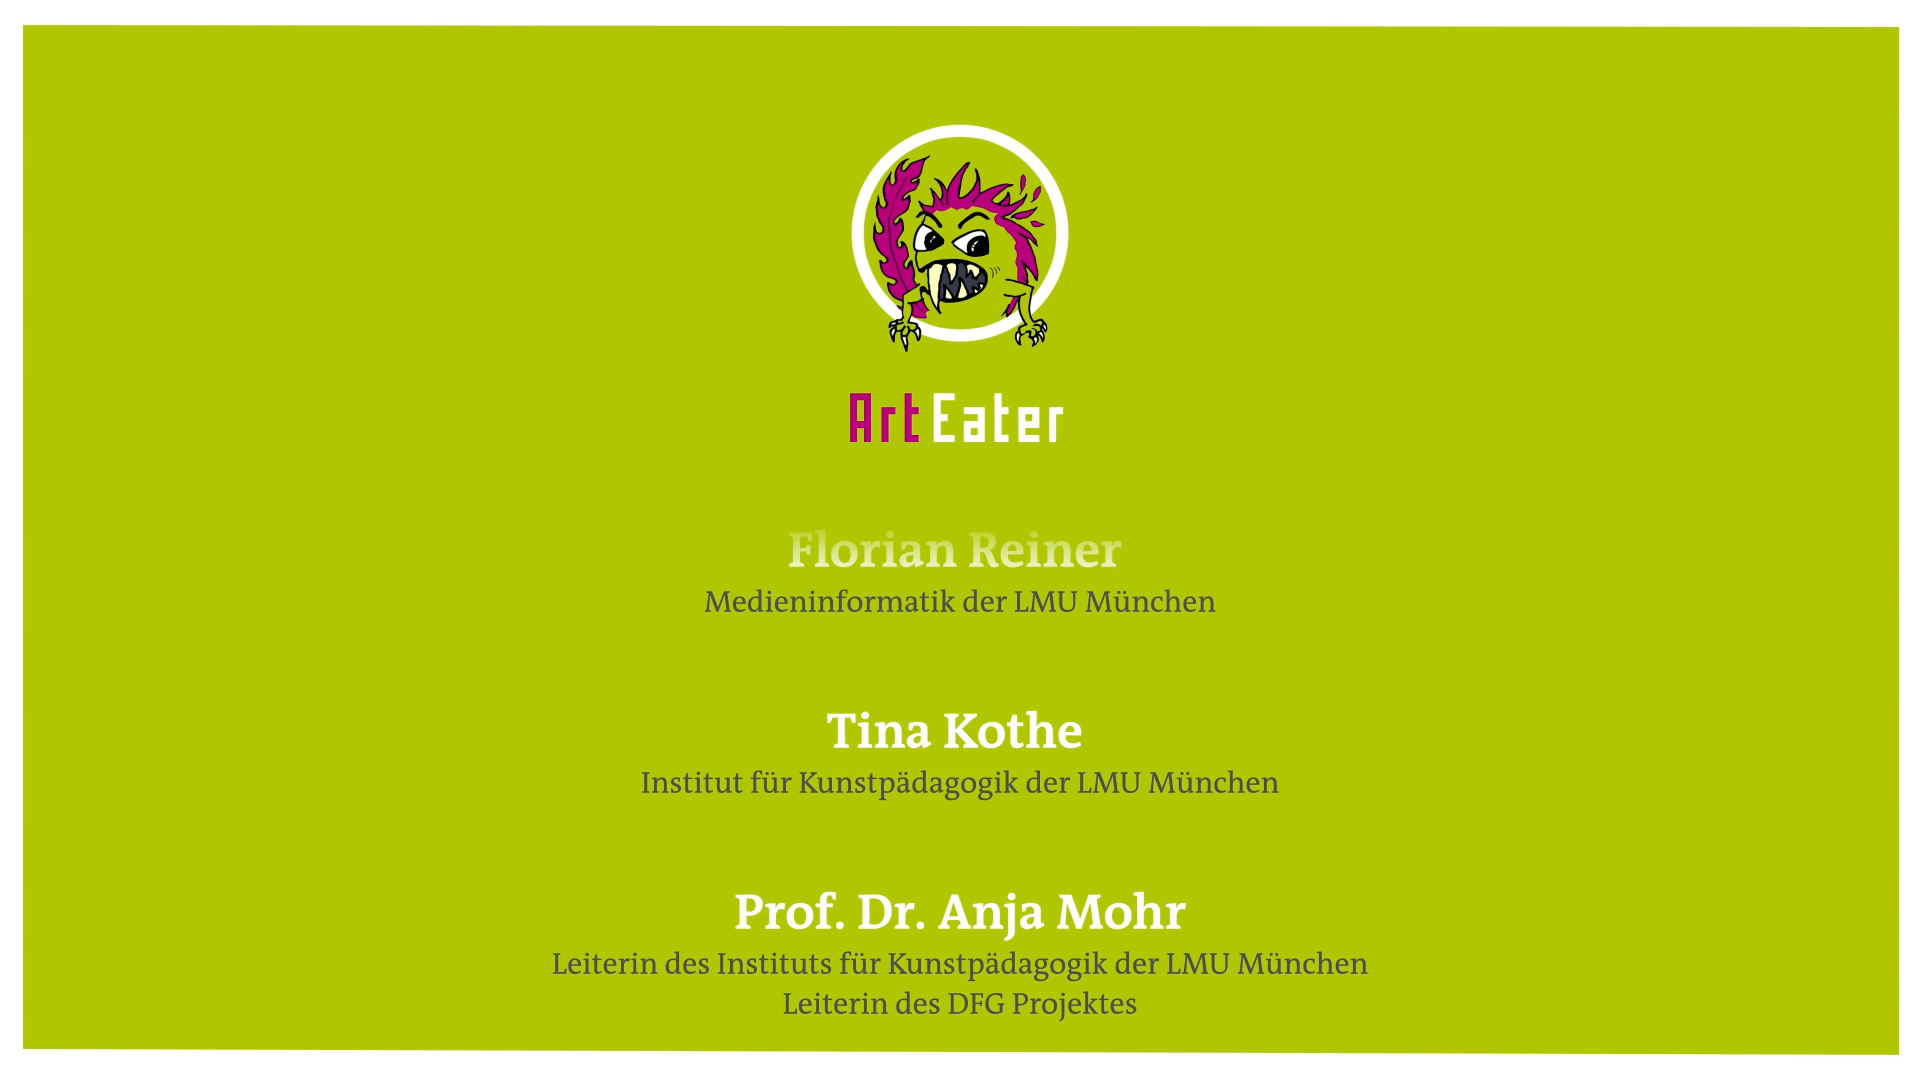 Art Eater
Florian Reiner
Medieninformatik der LMU München
Tina Kothe
Institut für Kunstpädagogik der LMU München
Prof. Dr. Anja Mohr
Leiterin des Instituts für Kunstpädagogik der LMU München
Leiterin des DFG Projektes